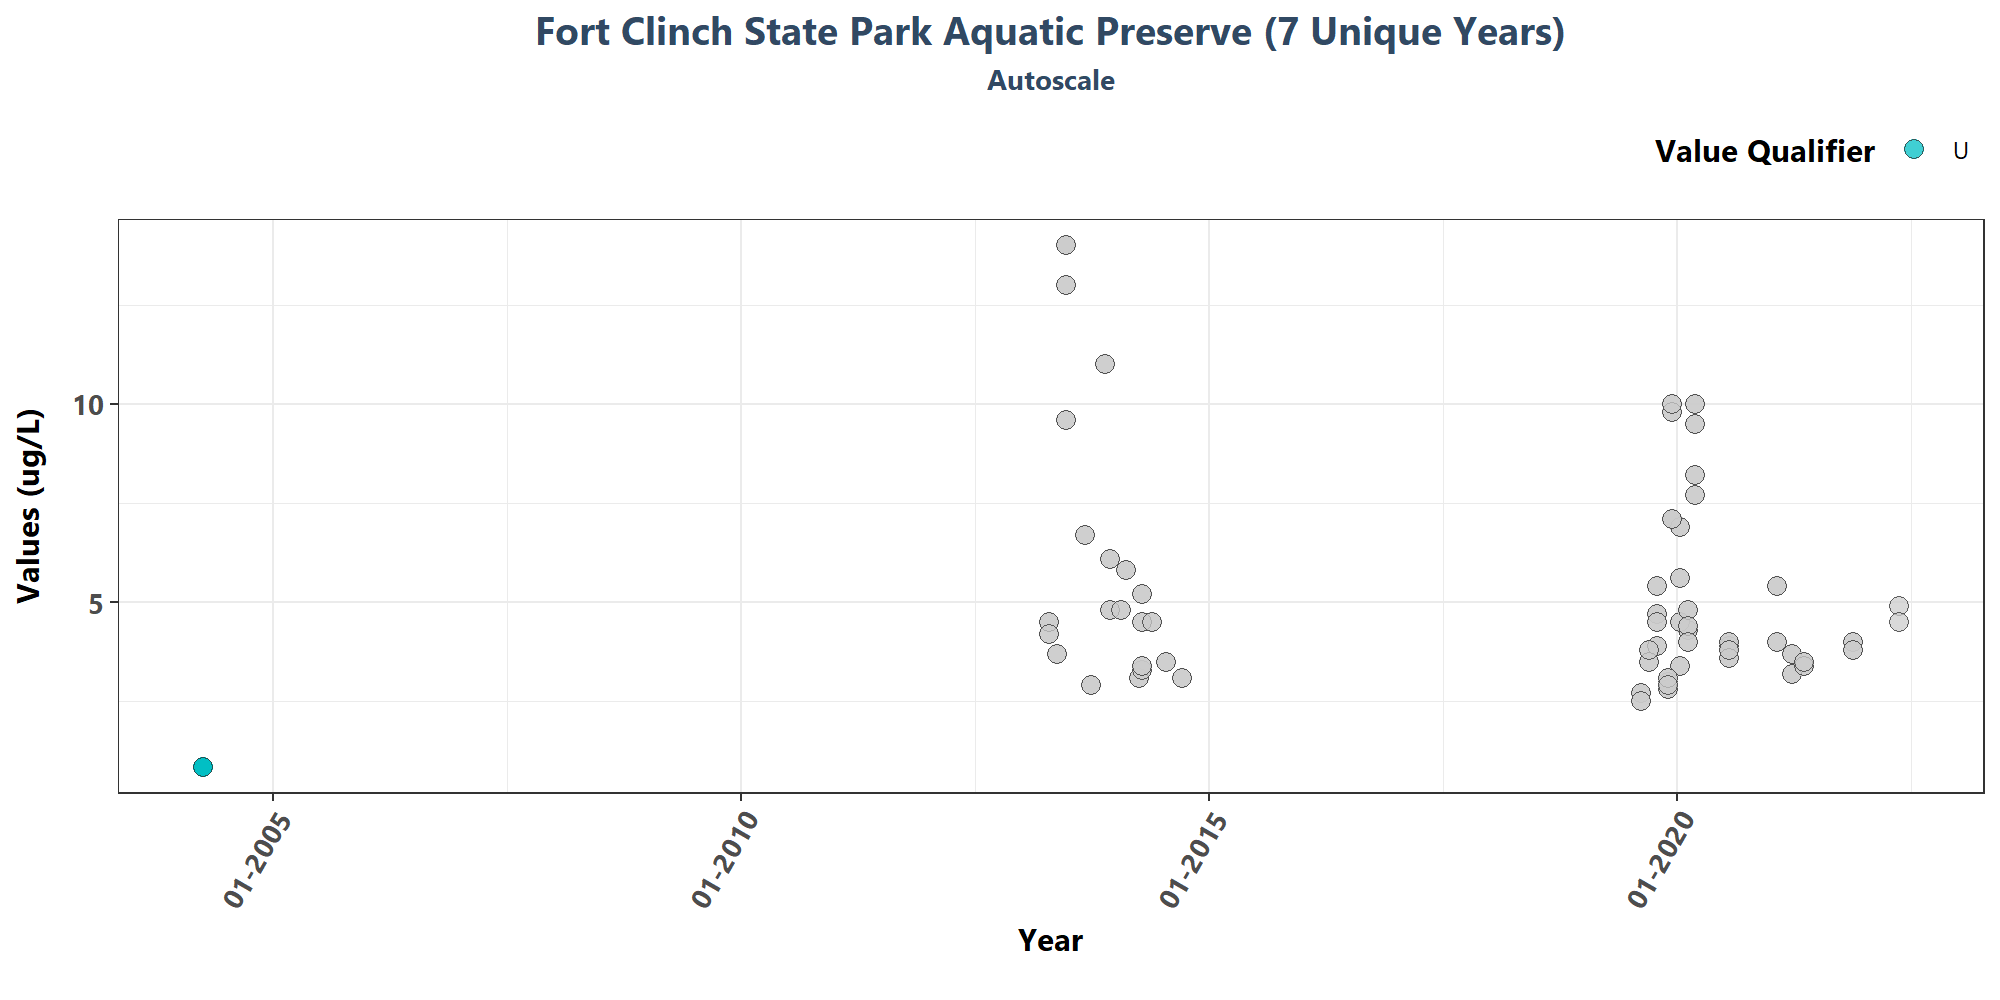 Fort Clinch State Park Aquatic Preserve (7 Unique Years)
Autoscale
Value Qualifier U
Values (ug/L)
10
5
01-2005 01-2010 01-2015 01-2020
Year